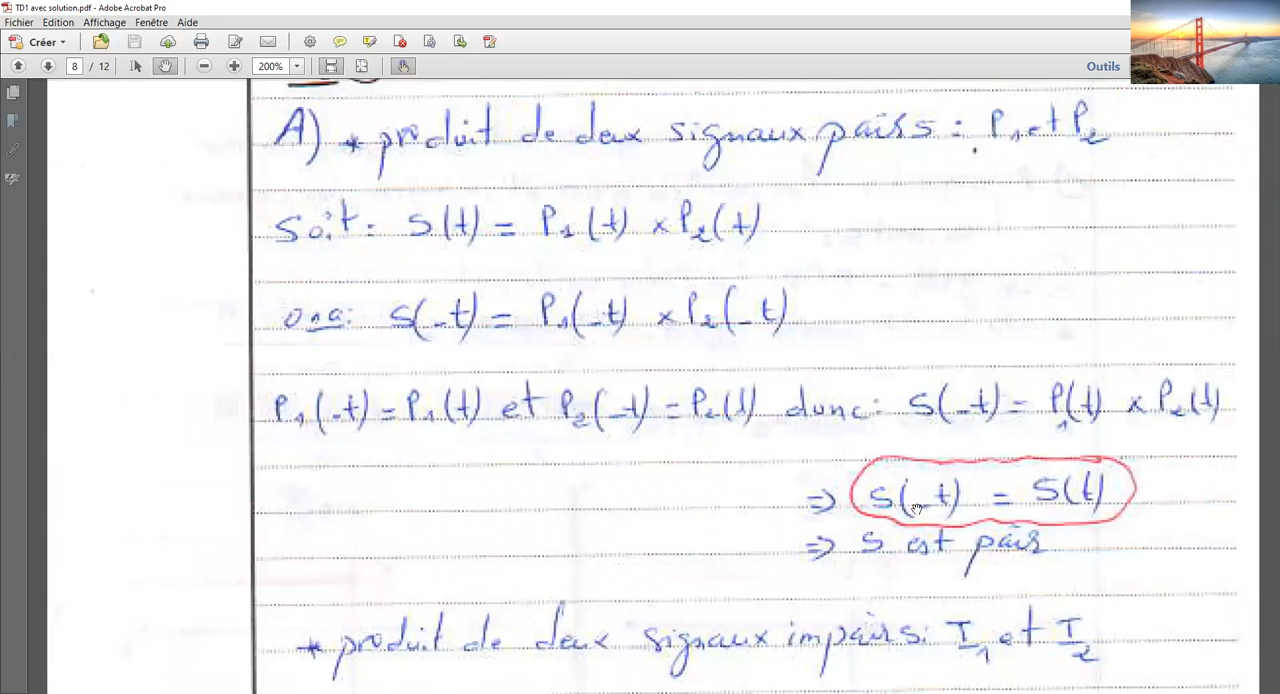 TD1 avec solution.pdf - Adobe Acrobat Pro
Fichier Edition Affichage Fenêtre Aide
Créer
8 / 12 200% Outils
A) * produit de deux signaux pairs : P1 et P2
Soit : S(t) = P1(t) x P2(t)
ona : S(-t) = P1(-t) x P2(-t)
P1(-t) = P1(t) et P2(-t) = P2(t) donc : S(-t) = P1(t) x P2(t)
=> S(-t) = S(t)
=> S est pair
* produit de deux signaux impairs : I1 et I2